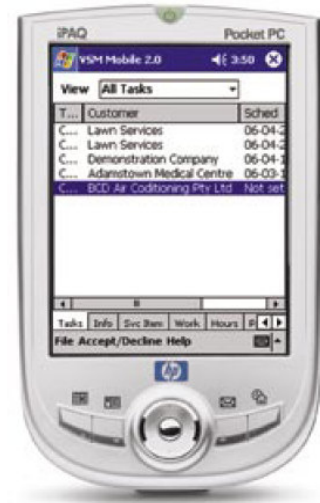 iPAQ Pocket PC
VSM Mobile 2.0 3:50
View All Tasks
T... Customer Sched
C... Lawn Services 06-04-2
C... Lawn Services 06-04-2
C... Demonstration Company 06-04-1
C... Adamstown Medical Centre 06-03-1
C... BCD Air Coditioning Pty Ltd Not set
Tasks Info Svc Item Work Hours
File Accept/Decline Help
hp